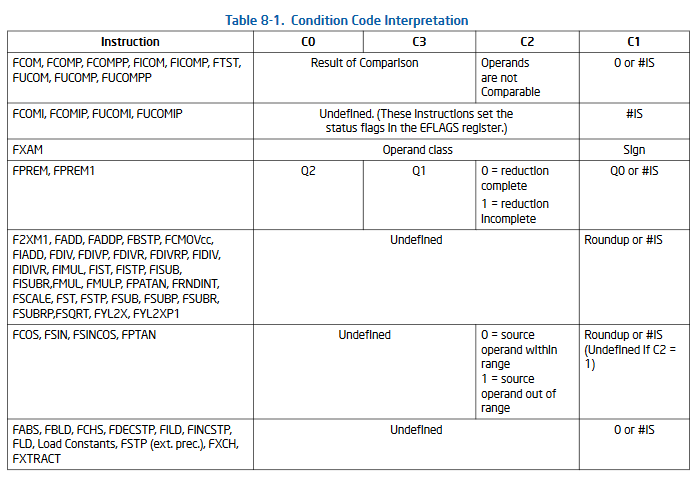 Table 8-1. Condition Code Interpretation
Instruction C0 C3 C2 C1
FCOM, FCOMP, FCOMPP, FICOM, FICOMP, FTST,
FUCOM, FUCOMP, FUCOMPP
Result of Comparison
Operands
are not
Comparable
0 or #IS
FCOMI, FCOMIP, FUCOMI, FUCOMIP
Undefined. (These instructions set the
status flags in the EFLAGS register.)
#IS
FXAM Operand class Sign
FPREM, FPREM1 Q2 Q1
0 = reduction
complete
1 = reduction
incomplete
Q0 or #IS
F2XM1, FADD, FADDP, FBSTP, FCMOVcc,
FIADD, FDIV, FDIVP, FDIVR, FDIVRP, FIDIV,
FIDIVR, FIMUL, FIST, FISTP, FISUB,
FISUBR,FMUL, FMULP, FPATAN, FRNDINT,
FSCALE, FST, FSTP, FSUB, FSUBP, FSUBR,
FSUBRP,FSQRT, FYL2X, FYL2XP1
Undefined
Roundup or #IS
FCOS, FSIN, FSINCOS, FPTAN
Undefined
0 = source
operand within
range
1 = source
operand out of
range
Roundup or #IS
(Undefined if C2 =
1)
FABS, FBLD, FCHS, FDECSTP, FILD, FINCSTP,
FLD, Load Constants, FSTP (ext. prec.), FXCH,
FXTRACT
Undefined
0 or #IS